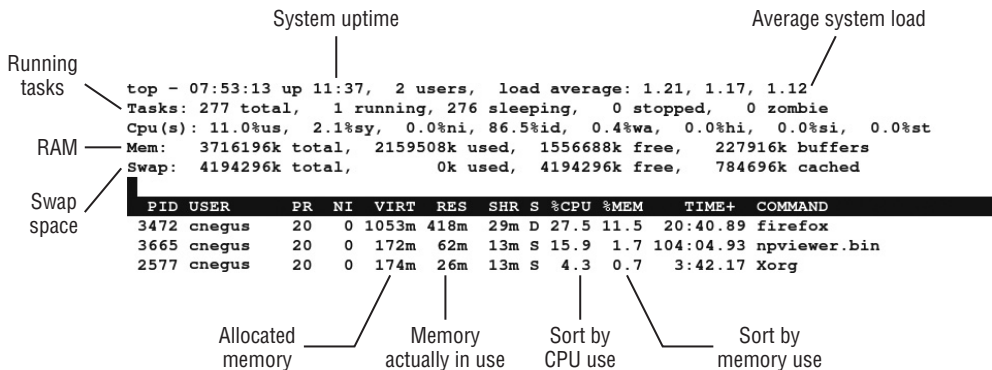 System uptime
Average system load
Running
tasks
top – 07:53:13 up 11:37,  2 users,  load average: 1.21, 1.17, 1.12
Tasks: 277 total,   1 running, 276 sleeping,   0 stopped,   0 zombie
Cpu(s): 11.0%us,  2.1%sy,  0.0%ni, 86.5%id,  0.4%wa,  0.0%hi,  0.0%si,  0.0%st
RAM
Mem:   3716196k total,  2159508k used,  1556688k free,   227916k buffers
Swap:  4194296k total,        0k used,  4194296k free,   784696k cached
Swap
space
PID USER      PR  NI  VIRT  RES  SHR S %CPU %MEM    TIME+  COMMAND
3472 cnegus    20   0 1053m 418m  29m D 27.5 11.5  20:40.89 firefox
3665 cnegus    20   0  172m  62m  13m S 15.9  1.7 104:04.93 npviewer.bin
2577 cnegus    20   0  174m  26m  13m S  4.3  0.7   3:42.17 Xorg
Allocated
memory
Memory
actually in use
Sort by
CPU use
Sort by
memory use